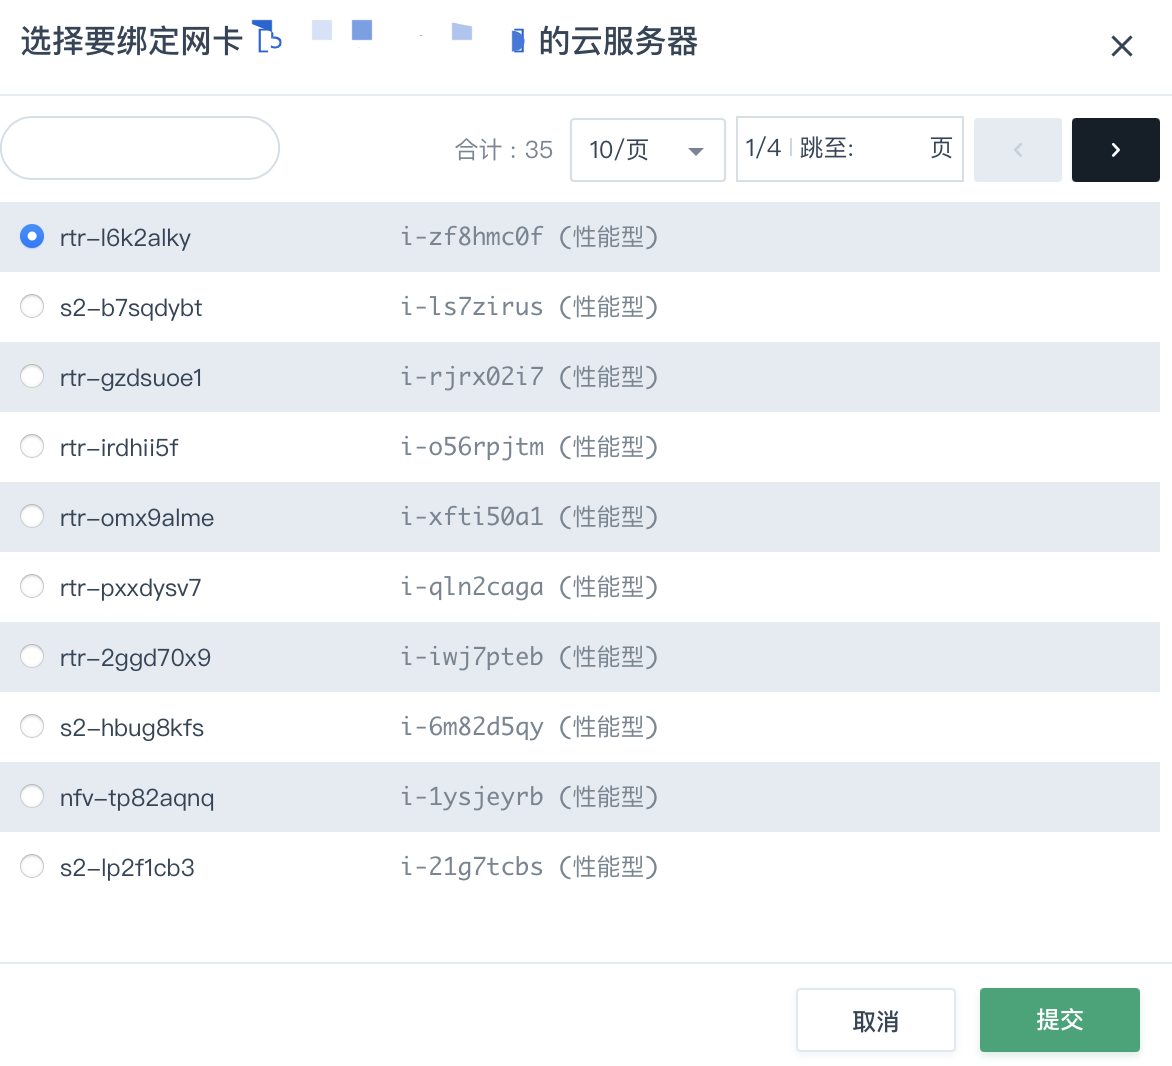 选择要绑定网卡 的云服务器
合计：35 10/页 1/4 跳至: 页
rtr-l6k2alky i-zf8hmc0f (性能型)
s2-b7sqdybt i-ls7zirus (性能型)
rtr-gzdsuoe1 i-rjrx02i7 (性能型)
rtr-irdhii5f i-o56rpjtm (性能型)
rtr-omx9alme i-xfti50a1 (性能型)
rtr-pxxdysv7 i-qln2caga (性能型)
rtr-2ggd70x9 i-iwj7pteb (性能型)
s2-hbug8kfs i-6m82d5qy (性能型)
nfv-tp82aqnq i-1ysjeyrb (性能型)
s2-lp2f1cb3 i-21g7tcbs (性能型)
取消 提交